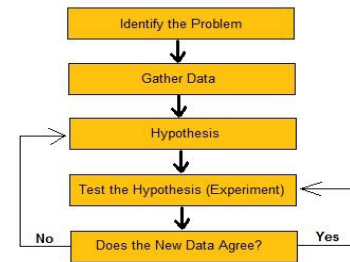 Identify the Problem
Gather Data
Hypothesis
Test the Hypothesis (Experiment)
No
Does the New Data Agree?
Yes